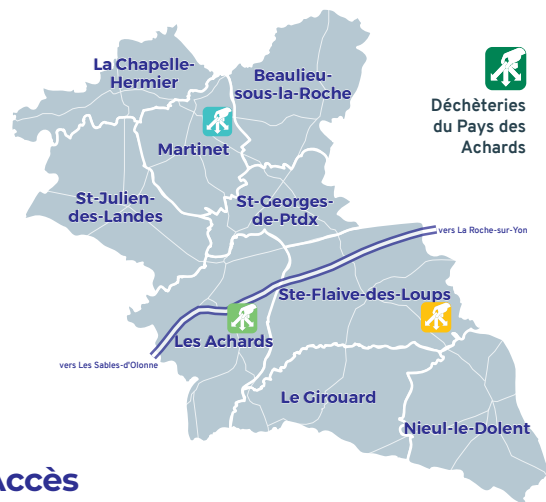 La Chapelle-
Hermier
Beaulieu-
sous-la-Roche
Déchèteries
du Pays des
Achards
Martinet
St-Julien-
des-Landes
St-Georges-
de-Ptdx
vers La Roche-sur-Yon
Ste-Flaive-des-Loups
Les Achards
vers Les Sables-d'Olonne
Le Girouard
Nieul-le-Dolent
Accès